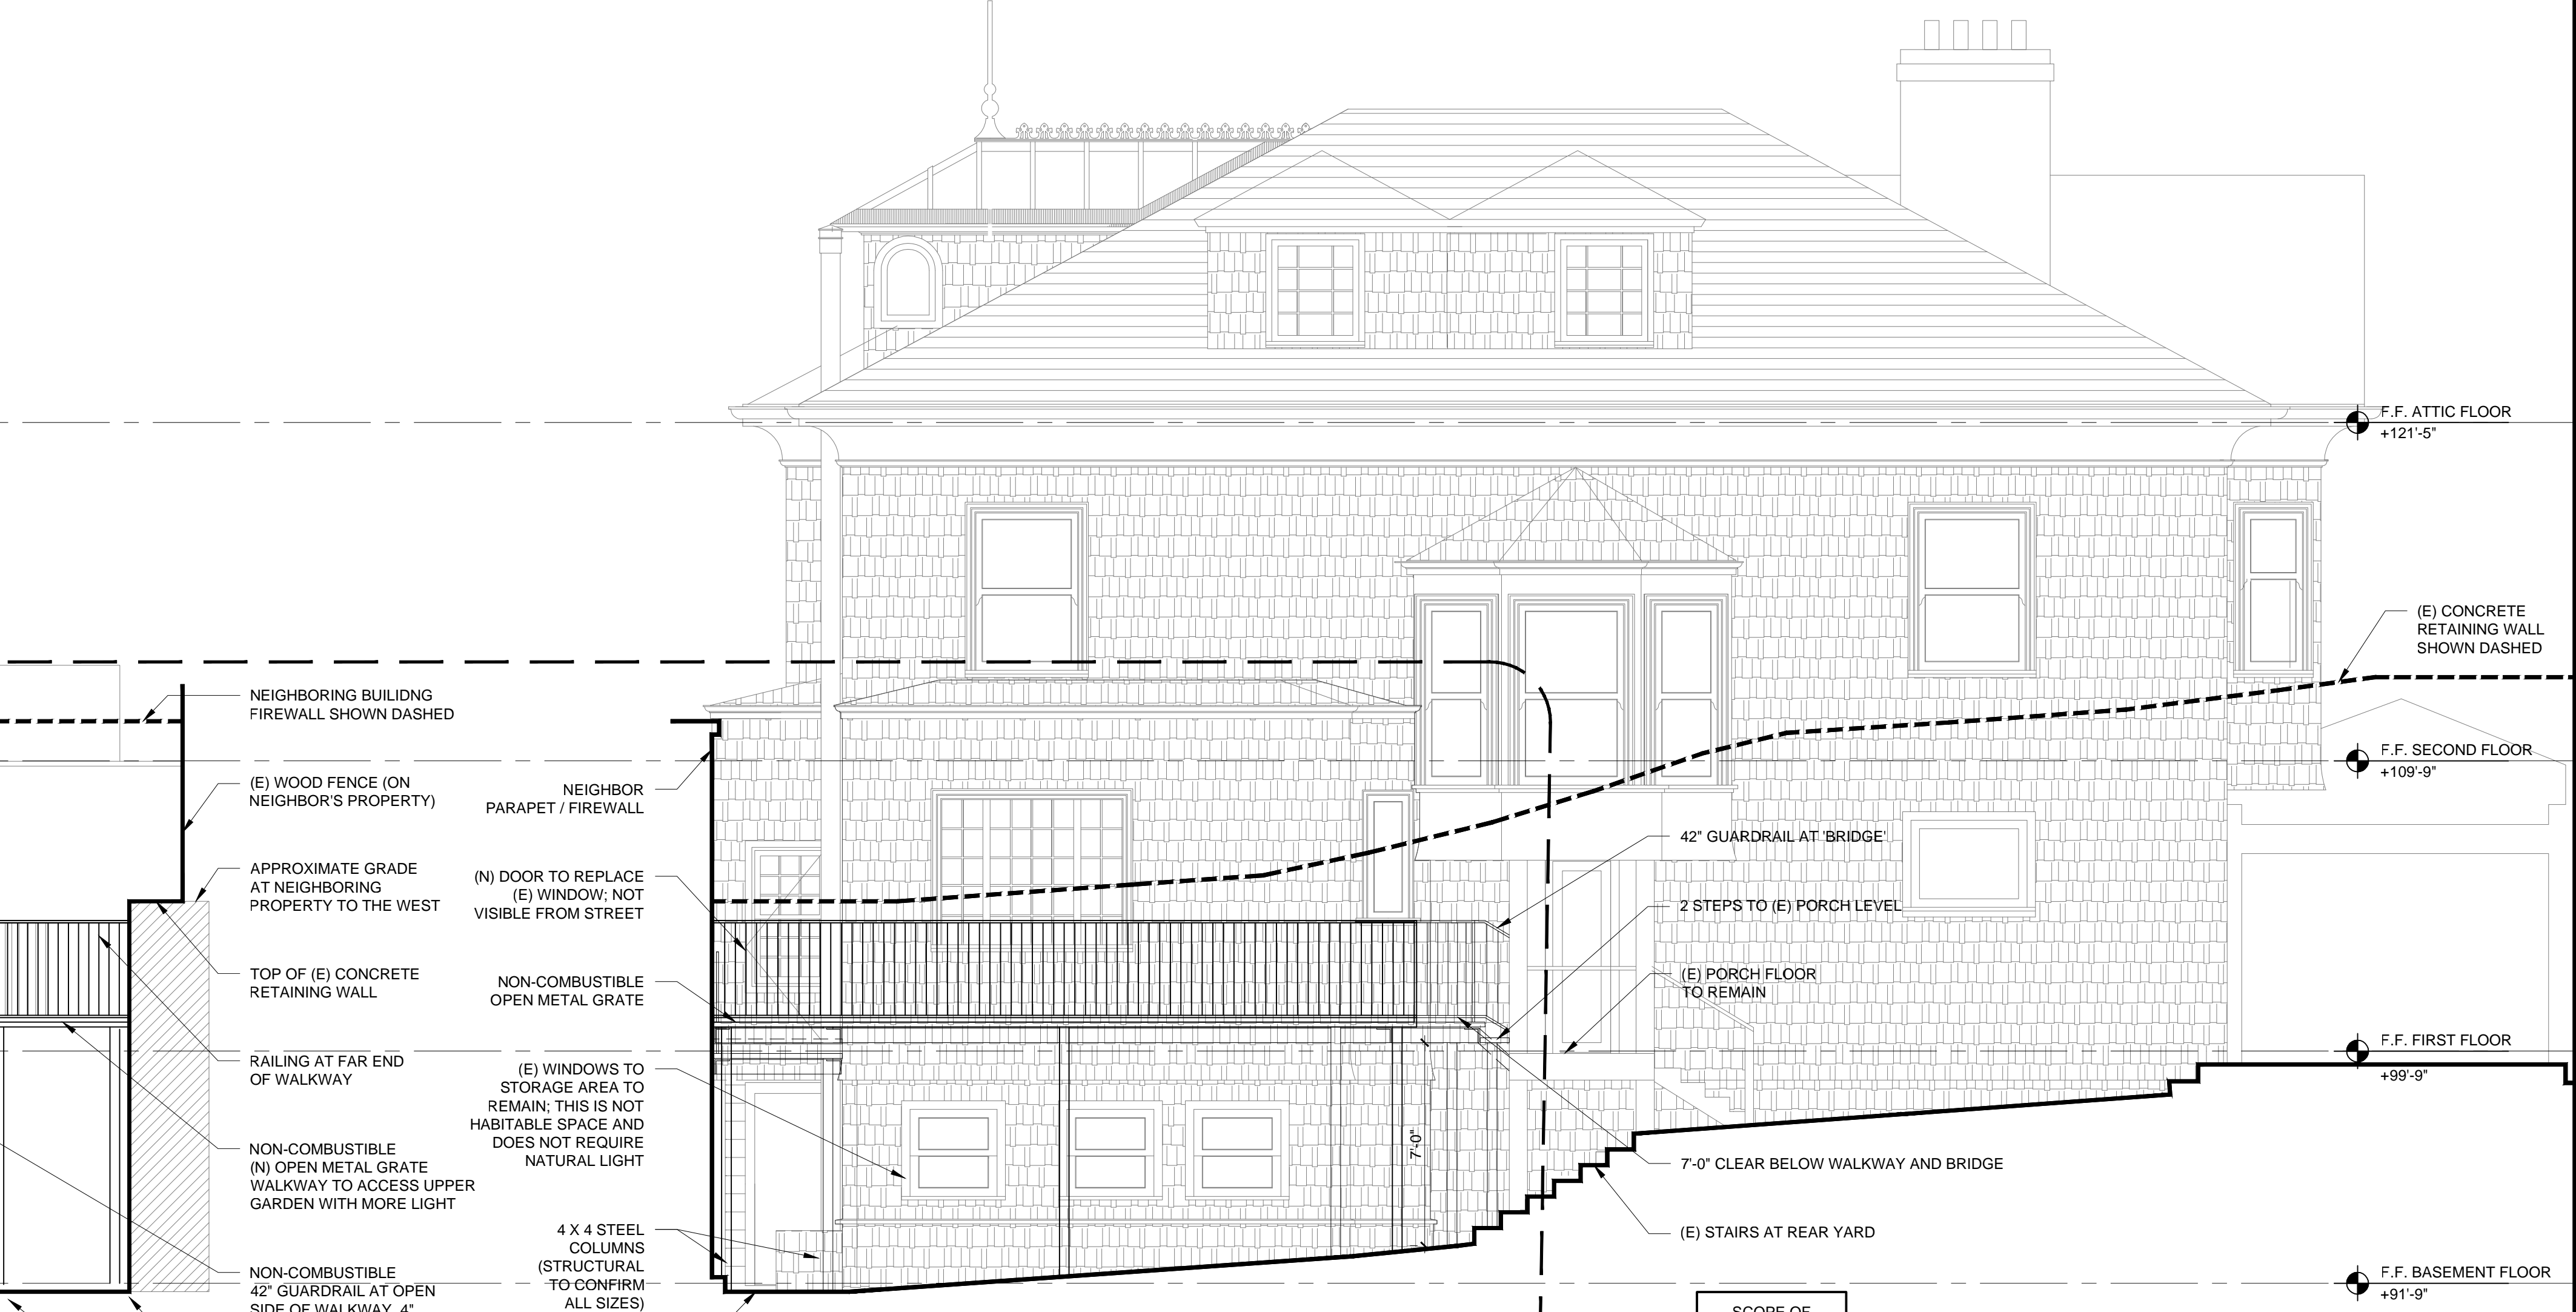 NEIGHBORING BUILIDNG
FIREWALL SHOWN DASHED
(E) WOOD FENCE (ON
NEIGHBOR'S PROPERTY)
APPROXIMATE GRADE
AT NEIGHBORING
PROPERTY TO THE WEST
TOP OF (E) CONCRETE
RETAINING WALL
RAILING AT FAR END
OF WALKWAY
NON-COMBUSTIBLE
(N) OPEN METAL GRATE
WALKWAY TO ACCESS UPPER
GARDEN WITH MORE LIGHT
NON-COMBUSTIBLE
42" GUARDRAIL AT OPEN
SIDE OF WALKWAY, 4"
NEIGHBOR
PARAPET / FIREWALL
(N) DOOR TO REPLACE
(E) WINDOW; NOT
VISIBLE FROM STREET
NON-COMBUSTIBLE
OPEN METAL GRATE
(E) WINDOWS TO
STORAGE AREA TO
REMAIN; THIS IS NOT
HABITABLE SPACE AND
DOES NOT REQUIRE
NATURAL LIGHT
4 X 4 STEEL
COLUMNS
(STRUCTURAL
TO CONFIRM
ALL SIZES)
7'-0"
42" GUARDRAIL AT 'BRIDGE'
2 STEPS TO (E) PORCH LEVEL
(E) PORCH FLOOR
TO REMAIN
7'-0" CLEAR BELOW WALKWAY AND BRIDGE
(E) STAIRS AT REAR YARD
SCOPE OF
F.F. ATTIC FLOOR
+121'-5"
(E) CONCRETE
RETAINING WALL
SHOWN DASHED
F.F. SECOND FLOOR
+109'-9"
F.F. FIRST FLOOR
+99'-9"
F.F. BASEMENT FLOOR
+91'-9"